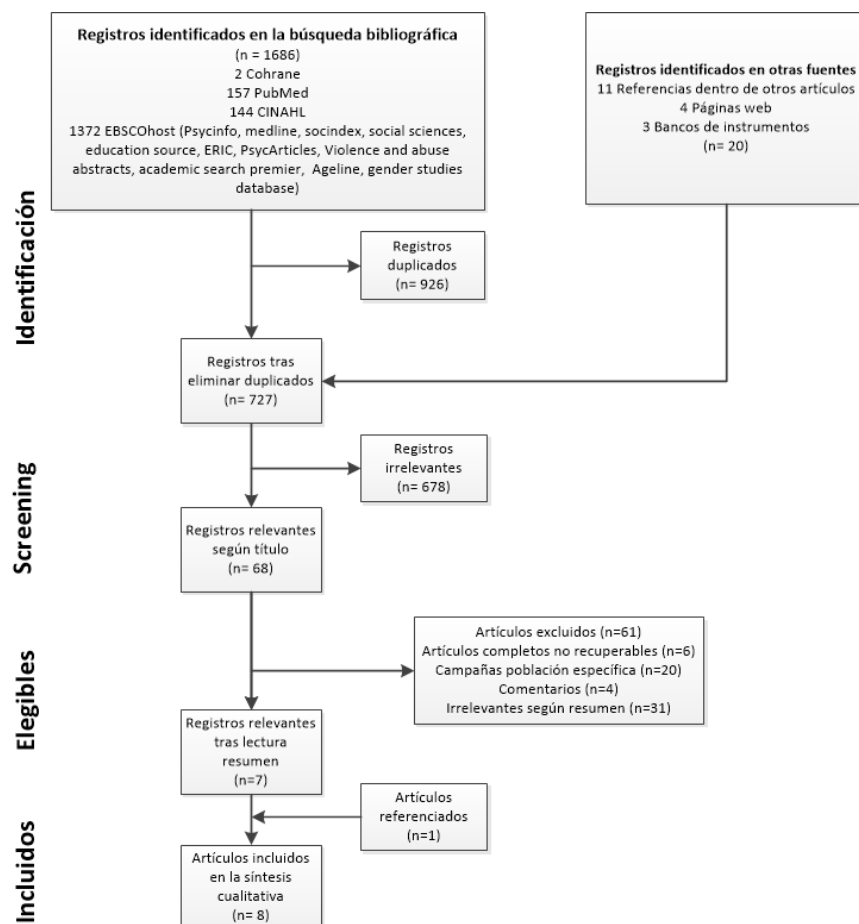 Registros identificados en la búsqueda bibliográfica
(n = 1686)
2 Cohrane
157 PubMed
144 CINAHL
1372 EBSCOhost (Psycinfo, medline, socindex, social sciences,
education source, ERIC, PsycArticles, Violence and abuse
abstracts, academic search premier, Ageline, gender studies
database)
Registros identificados en otras fuentes
11 Referencias dentro de otros artículos
4 Páginas web
3 Bancos de instrumentos
(n= 20)
Identificación
Registros
duplicados
(n= 926)
Registros tras
eliminar duplicados
(n= 727)
Screening
Registros
irrelevantes
(n= 678)
Registros relevantes
según título
(n= 68)
Elegibles
Artículos excluidos (n=61)
Artículos completos no recuperables (n=6)
Campañas población específica (n=20)
Comentarios (n=4)
Irrelevantes según resumen (n=31)
Registros relevantes
tras lectura
resumen
(n=7)
Incluidos
Artículos
referenciados
(n=1)
Artículos incluidos
en la síntesis
cualitativa
(n= 8)